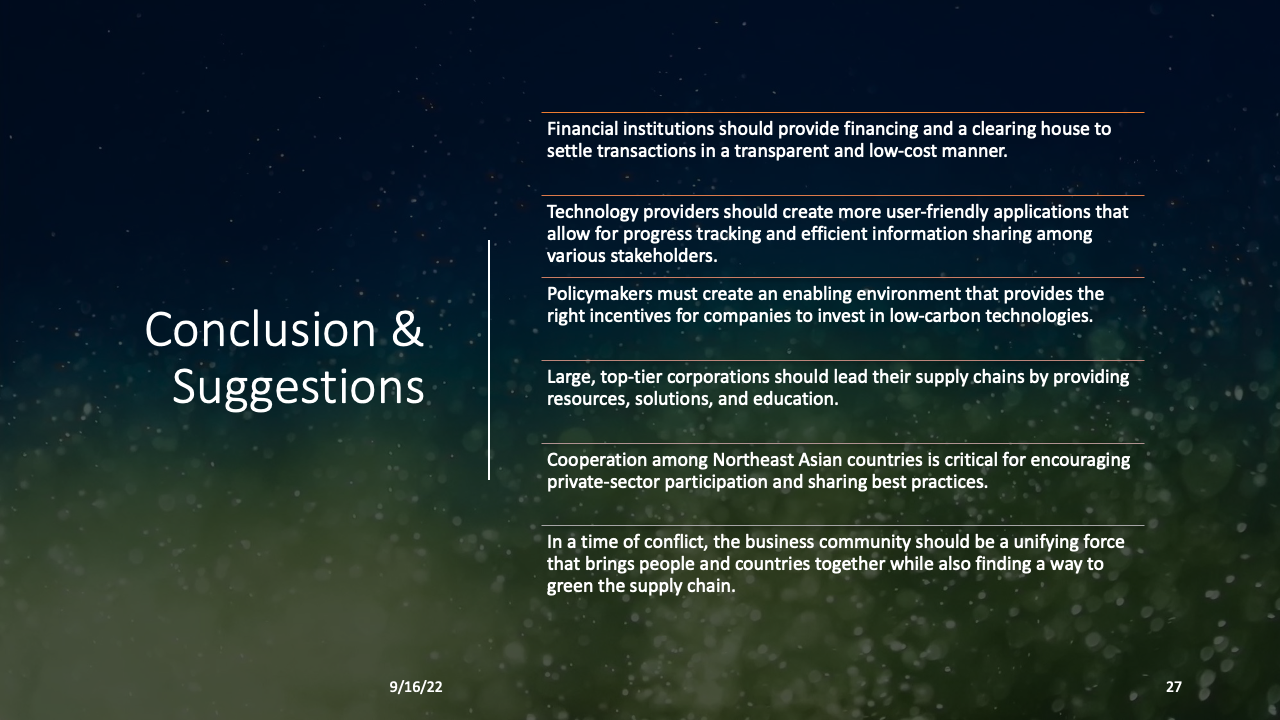 Conclusion &
Suggestions
Financial institutions should provide financing and a clearing house to
settle transactions in a transparent and low-cost manner.
Technology providers should create more user-friendly applications that
allow for progress tracking and efficient information sharing among
various stakeholders.
Policymakers must create an enabling environment that provides the
right incentives for companies to invest in low-carbon technologies.
Large, top-tier corporations should lead their supply chains by providing
resources, solutions, and education.
Cooperation among Northeast Asian countries is critical for encouraging
private-sector participation and sharing best practices.
In a time of conflict, the business community should be a unifying force
that brings people and countries together while also finding a way to
green the supply chain.
9/16/22
27